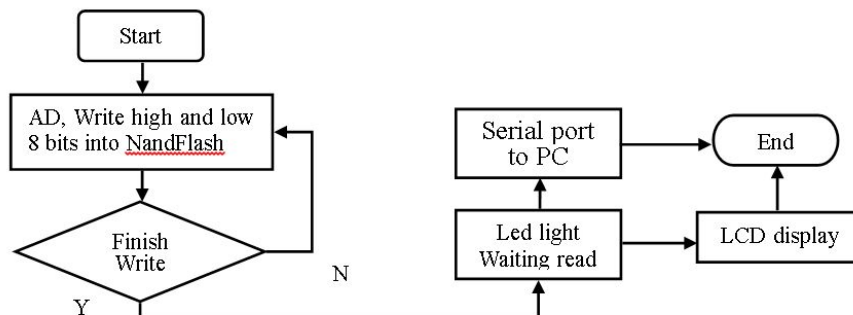 Start
AD, Write high and low
8 bits into NandFlash
Finish
Write
N
Y
Serial port
to PC
End
Led light
Waiting read
LCD display